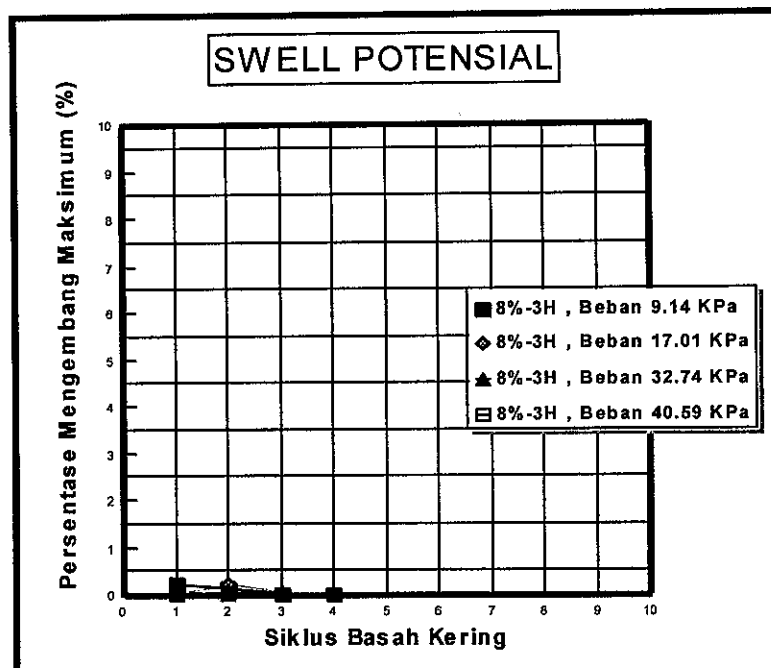 SWELL POTENSIAL
Persentase Mengembang Maksimum (%)
10
9
8
7
6
5
4
3
2
1
0
0 1 2 3 4 5 6 7 8 9 10
8%-3H , Beban 9.14 KPa
8%-3H , Beban 17.01 KPa
8%-3H , Beban 32.74 KPa
8%-3H , Beban 40.59 KPa
Siklus Basah Kering